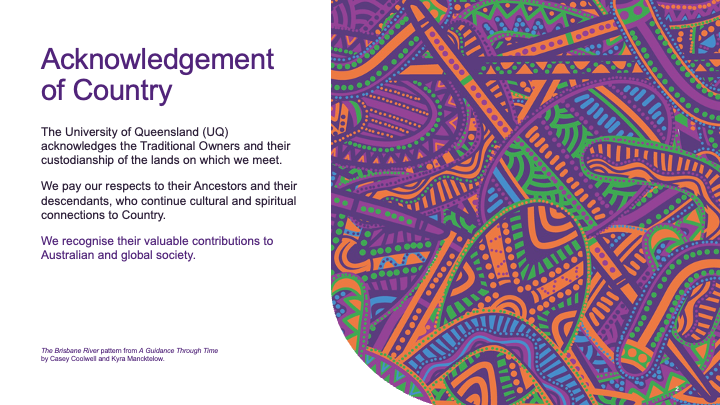 Acknowledgement
of Country
The University of Queensland (UQ)
acknowledges the Traditional Owners and their
custodianship of the lands on which we meet.
We pay our respects to their Ancestors and their
descendants, who continue cultural and spiritual
connections to Country.
We recognise their valuable contributions to
Australian and global society.
The Brisbane River pattern from A Guidance Through Time
by Casey Coolwell and Kyra Mancktelow.
2